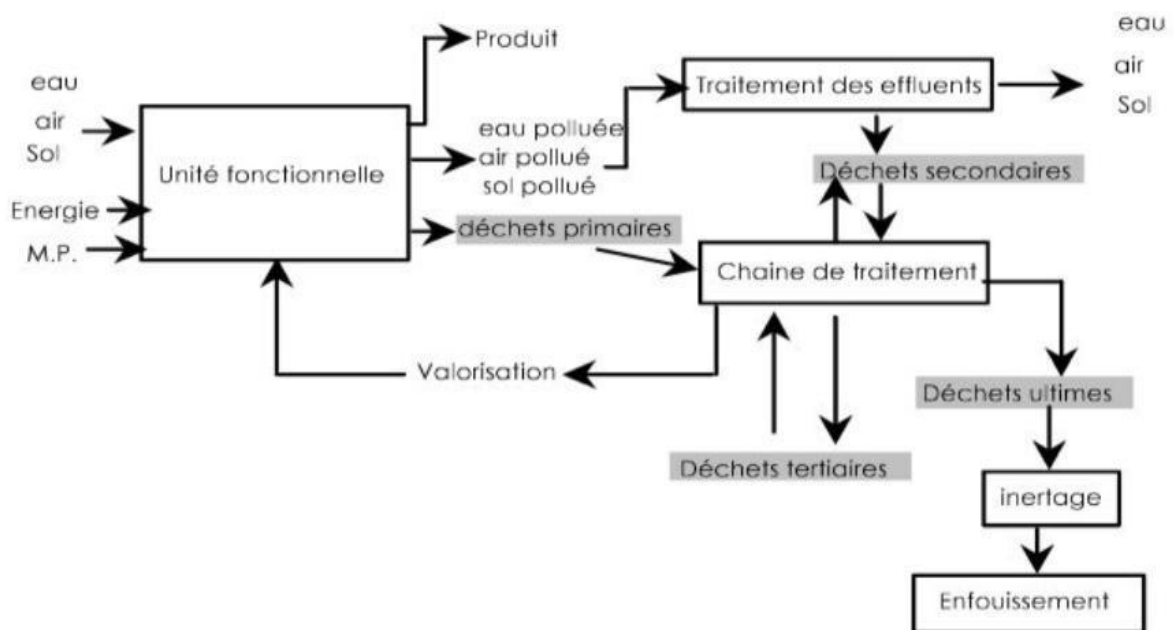 eau
air
Sol
Energie
M.P.
Unité fonctionnelle
Produit
eau polluée
air pollué
sol pollué
déchets primaires
Traitement des effluents
eau
air
Sol
Déchets secondaires
Chaine de traitement
Valorisation
Déchets tertiaires
Déchets ultimes
inertage
Enfouissement